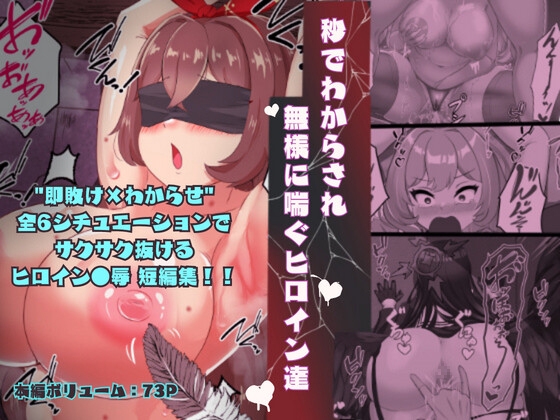 秒でわからされ
無様に喘ぐヒロイン達
"即敗け×わからせ"
全6シチュエーションで
サクサク抜ける
ヒロイン●辱 短編集！！
本編ボリューム：73P